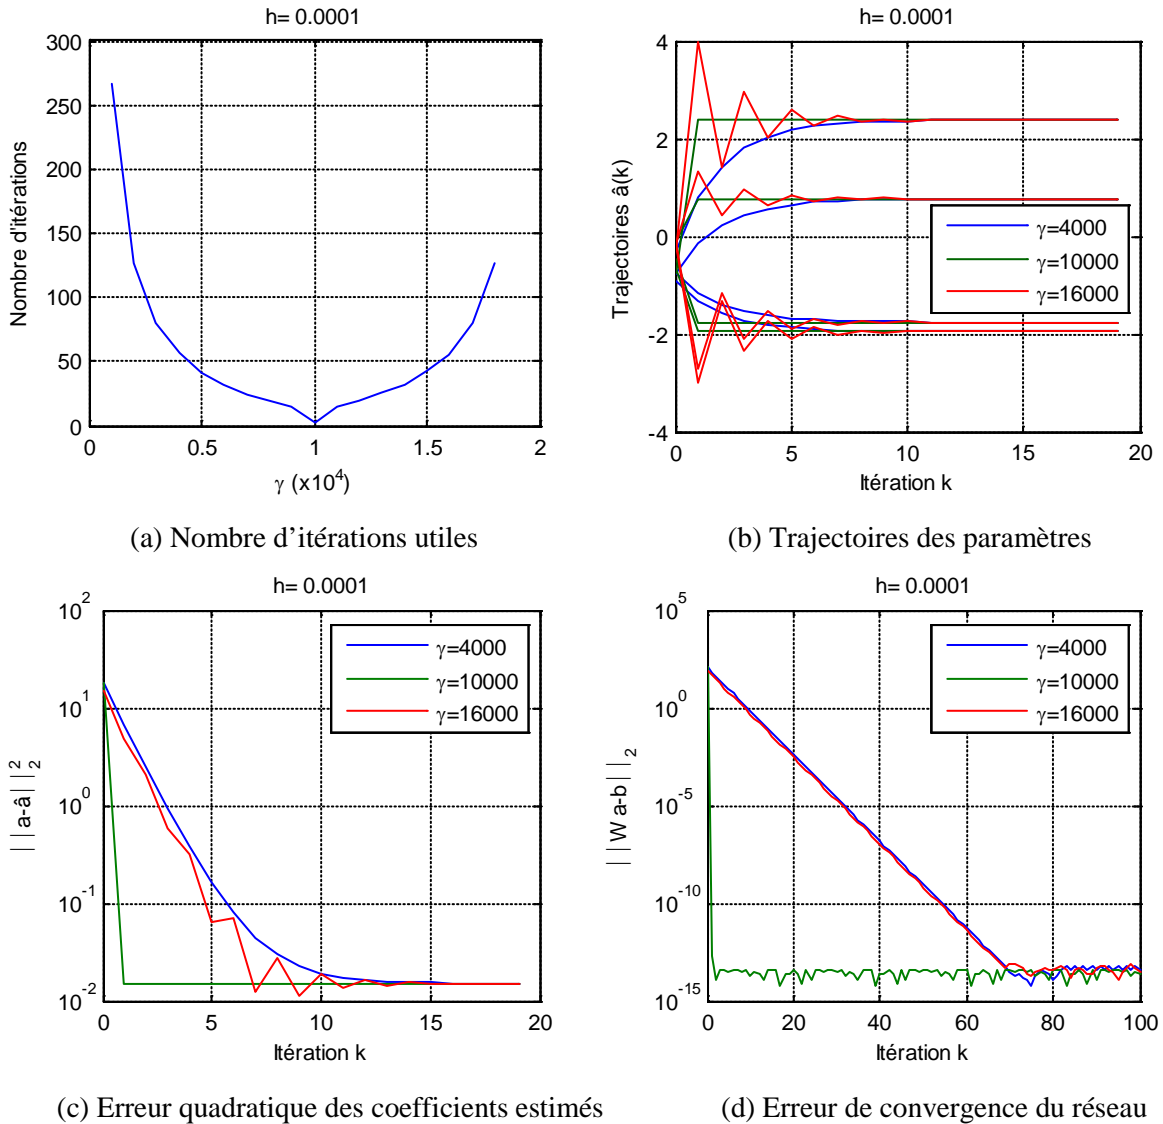 h= 0.0001
300
250
200
150
100
50
0
0 0.5 1 1.5 2
Nombre d'itérations
γ (x10⁴)
(a) Nombre d'itérations utiles
h= 0.0001
4
2
0
-2
-4
0 5 10 15 20
Trajectoires â(k)
Itération k
γ=4000
γ=10000
γ=16000
(b) Trajectoires des paramètres
h= 0.0001
10²
10¹
10⁰
10⁻¹
10⁻²
0 5 10 15 20
||a-â||₂²
Itération k
γ=4000
γ=10000
γ=16000
(c) Erreur quadratique des coefficients estimés
h= 0.0001
10⁵
10⁰
10⁻⁵
10⁻¹⁰
10⁻¹⁵
0 20 40 60 80 100
||W a-b||₂
Itération k
γ=4000
γ=10000
γ=16000
(d) Erreur de convergence du réseau